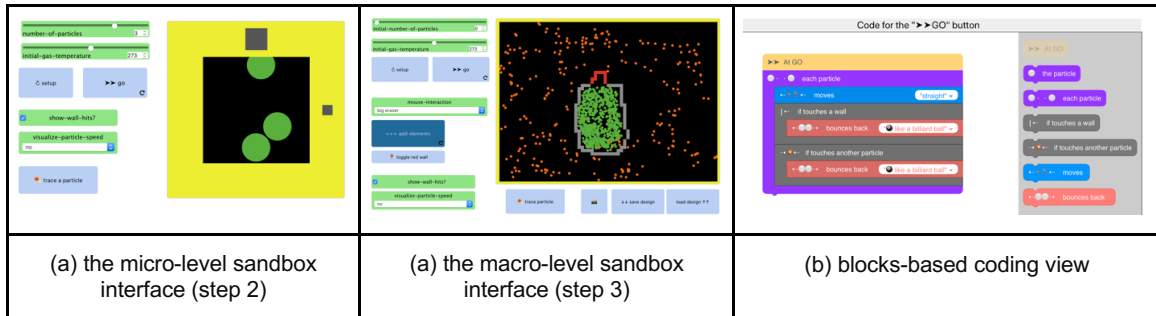 number-of-particles 3
initial-gas-temperature 273
setup
➤➤ go
show-wall-hits?
visualize-particle-speed
no
trace a particle
initial-number-of-particles
initial-gas-temperature 273
setup
➤➤ go
mouse-interaction
big eraser
+++ add elements
toggle red wall
show-wall-hits?
visualize-particle-speed
no
trace particle
↓↓ save design
load design ↑↑
Code for the "➤➤GO" button
➤➤ At GO
each particle
moves "straight"
if touches a wall
bounces back "like a billiard ball"
if touches another particle
bounces back "like a billiard ball"
➤➤ At GO
the particle
each particle
if touches a wall
if touches another particle
moves
bounces back
(a) the micro-level sandbox
interface (step 2)
(a) the macro-level sandbox
interface (step 3)
(b) blocks-based coding view